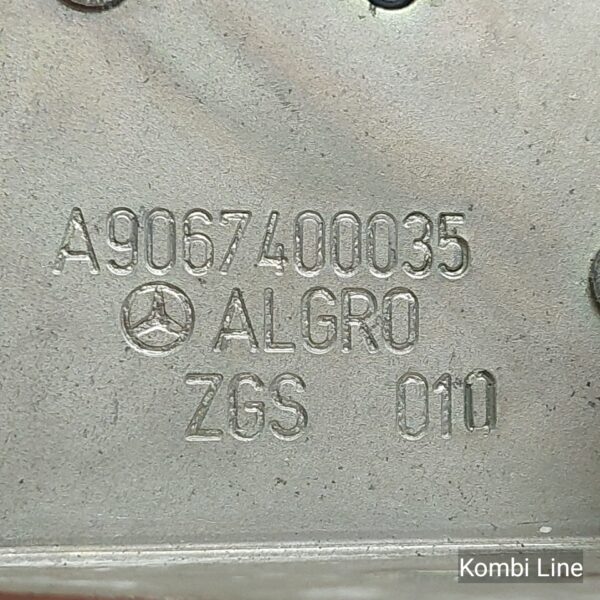 A9067400035
ALGRO
ZGS 010
Kombi Line